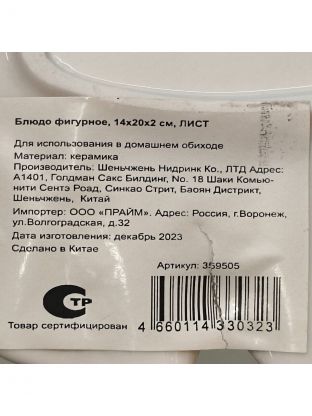 Блюдо фигурное, 14х20х2 см, ЛИСТ
Для использования в домашнем обиходе
Материал: керамика
Производитель: Шеньчжень Нидринк Ко., ЛТД Адрес:
А1401, Голдман Сакс Билдинг, No. 18 Шаки Комью-
нити Сентэ Роад, Синкао Стрит, Баоян Дистрикт,
Шеньчжень, Китай
Импортер: ООО «ПРАЙМ». Адрес: Россия, г.Воронеж,
ул.Волгоградская, д.32
Дата изготовления: декабрь 2023
Сделано в Китае
Артикул: 359505
СТР
Товар сертифицирован
4 660114 330323